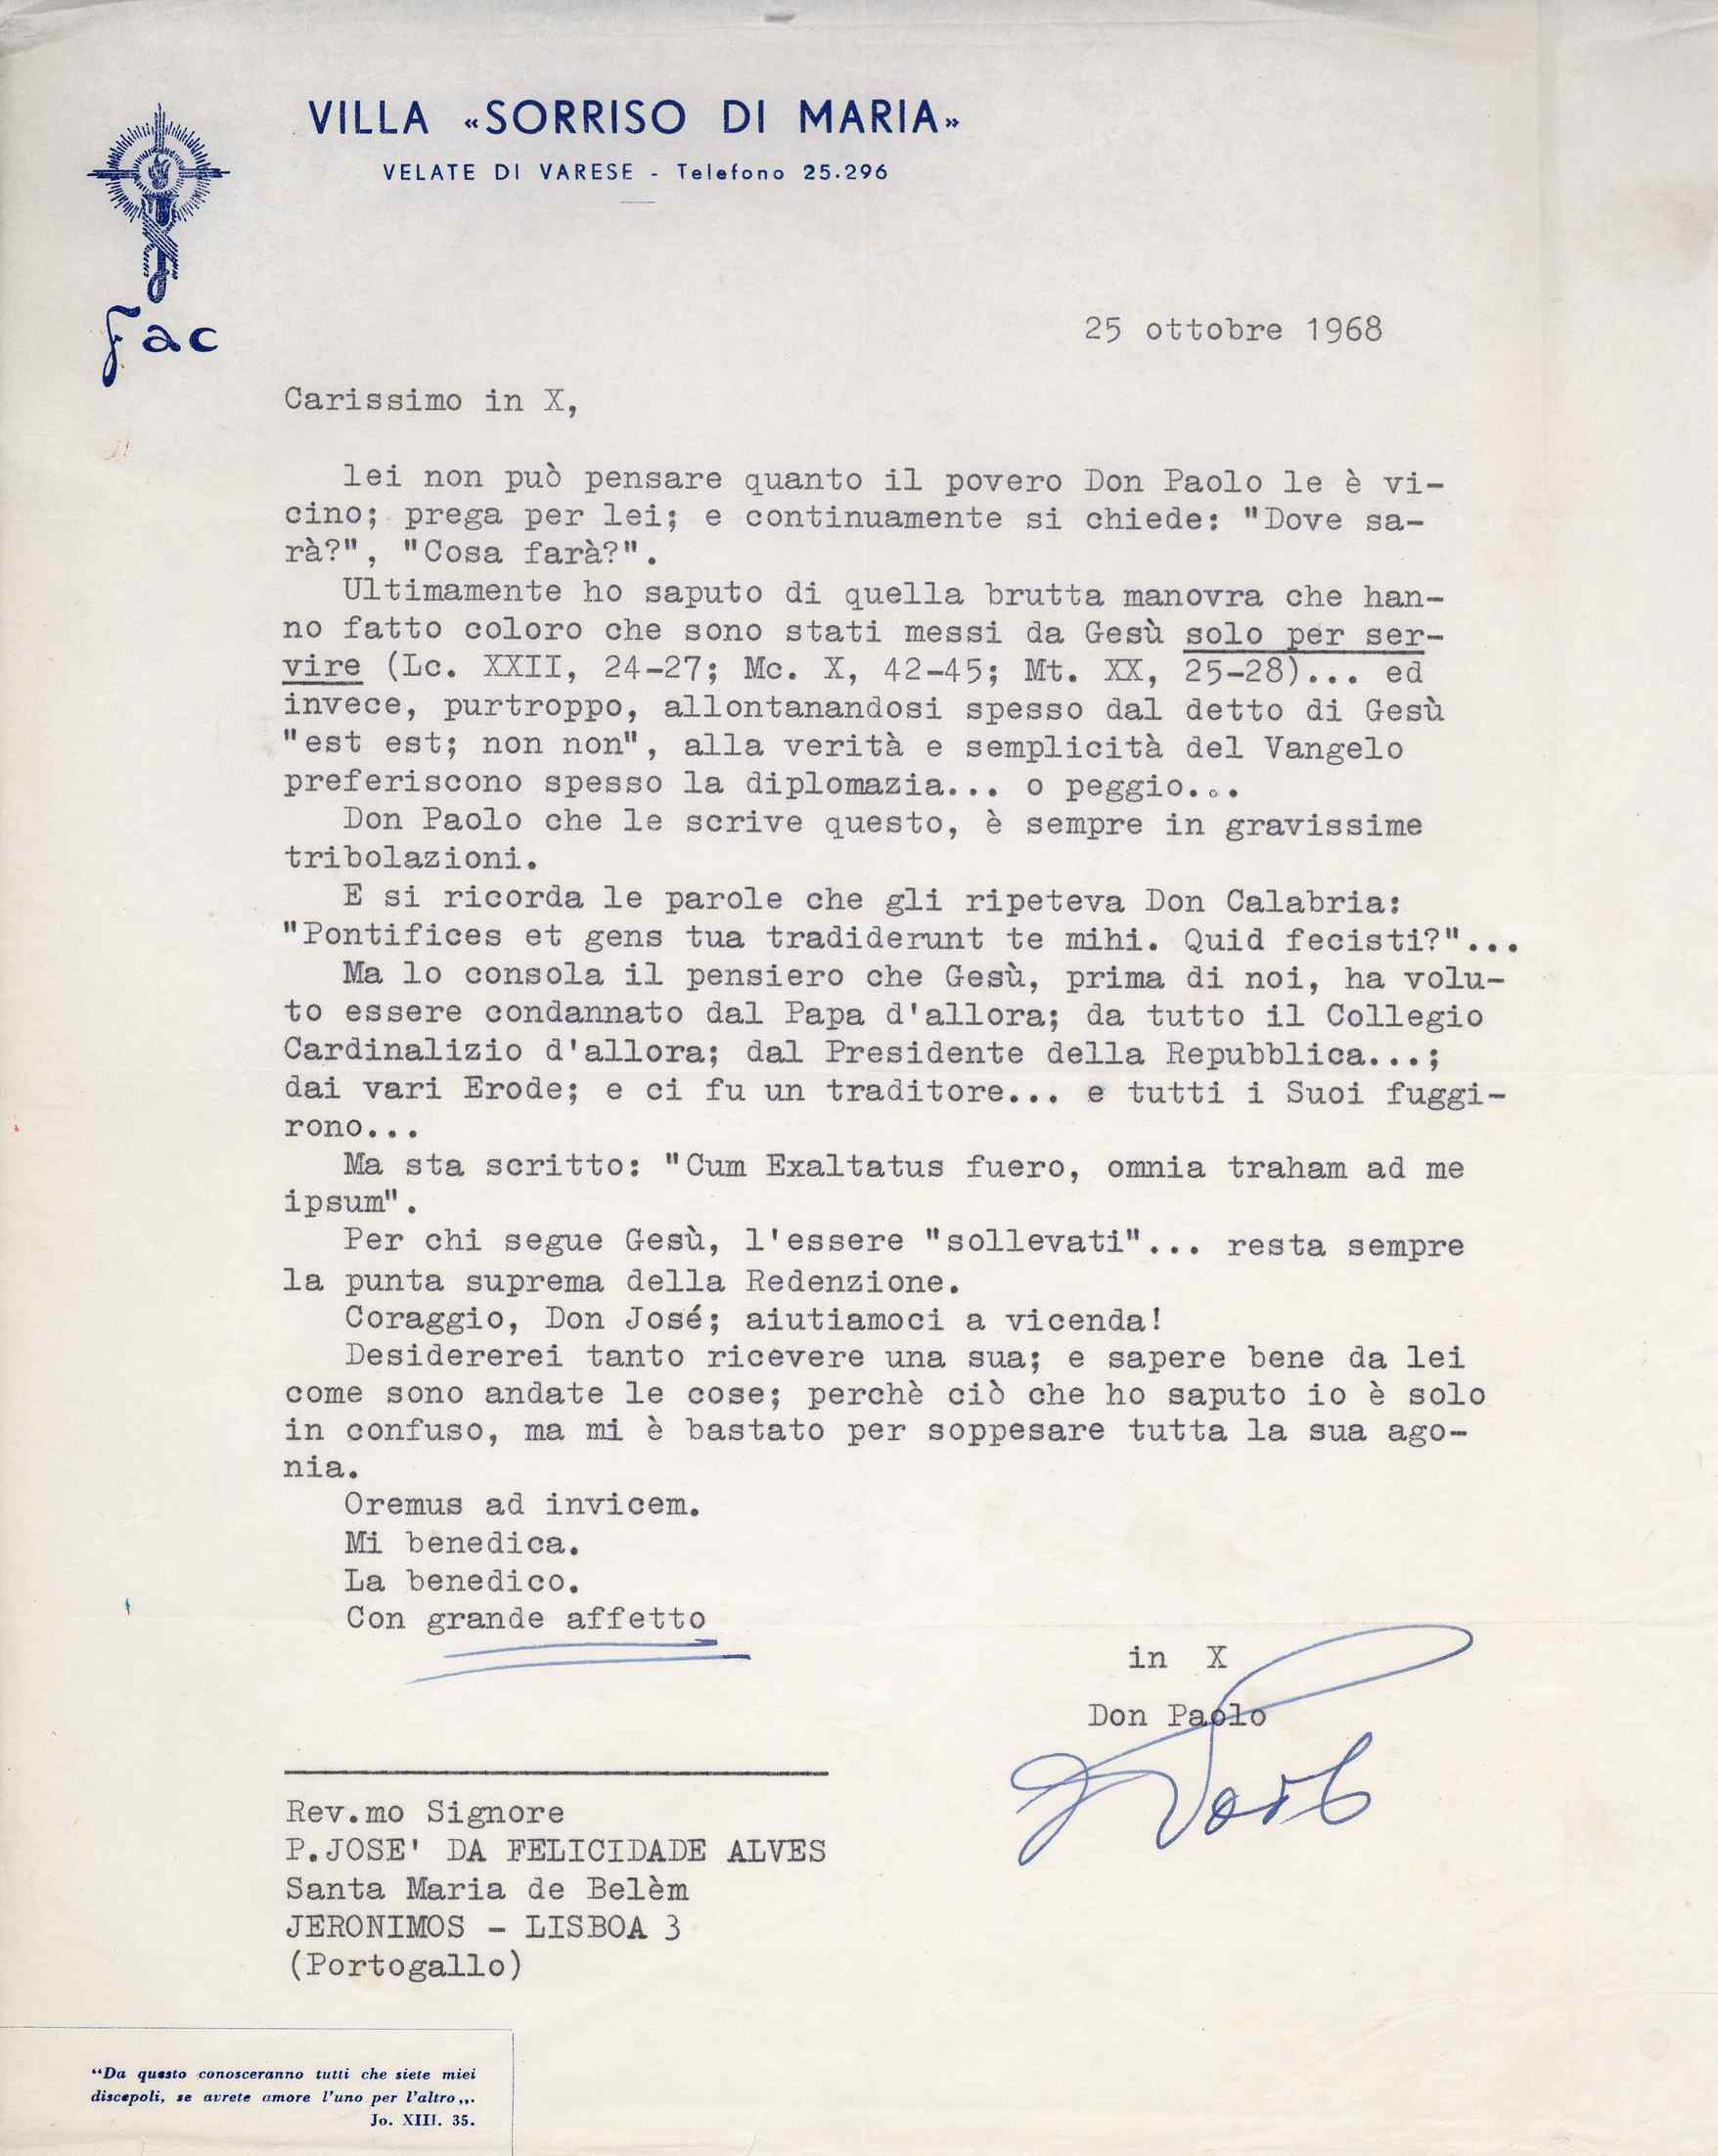 VILLA «SORRISO DI MARIA»
VELATE DI VARESE - Telefono 25.296
Fac
25 ottobre 1968
Carissimo in X,
lei non può pensare quanto il povero Don Paolo le è vi-
cino; prega per lei; e continuamente si chiede: "Dove sa-
rà?", "Cosa farà?".
Ultimamente ho saputo di quella brutta manovra che han-
no fatto coloro che sono stati messi da Gesù solo per ser-
vire (Lc. XXII, 24-27; Mc. X, 42-45; Mt. XX, 25-28)... ed
invece, purtroppo, allontanandosi spesso dal detto di Gesù
"est est; non non", alla verità e semplicità del Vangelo
preferiscono spesso la diplomazia... o peggio...
Don Paolo che le scrive questo, è sempre in gravissime
tribolazioni.
E si ricorda le parole che gli ripeteva Don Calabria:
"Pontifices et gens tua tradiderunt te mihi. Quid fecisti?"...
Ma lo consola il pensiero che Gesù, prima di noi, ha volu-
to essere condannato dal Papa d'allora; da tutto il Collegio
Cardinalizio d'allora; dal Presidente della Repubblica...;
dai vari Erode; e ci fu un traditore... e tutti i Suoi fuggi-
rono...
Ma sta scritto: "Cum Exaltatus fuero, omnia traham ad me
ipsum".
Per chi segue Gesù, l'essere "sollevati"... resta sempre
la punta suprema della Redenzione.
Coraggio, Don José; aiutiamoci a vicenda!
Desidererei tanto ricevere una sua; e sapere bene da lei
come sono andate le cose; perchè ciò che ho saputo io è solo
in confuso, ma mi è bastato per soppesare tutta la sua ago-
nia.
Oremus ad invicem.
Mi benedica.
La benedico.
Con grande affetto
in X
Don Paolo
Rev.mo Signore
P.JOSE' DA FELICIDADE ALVES
Santa Maria de Belèm
JERONIMOS - LISBOA 3
(Portogallo)
"Da questo conosceranno tutti che siete miei
discepoli, se avrete amore l'uno per l'altro„.
Jo. XIII. 35.